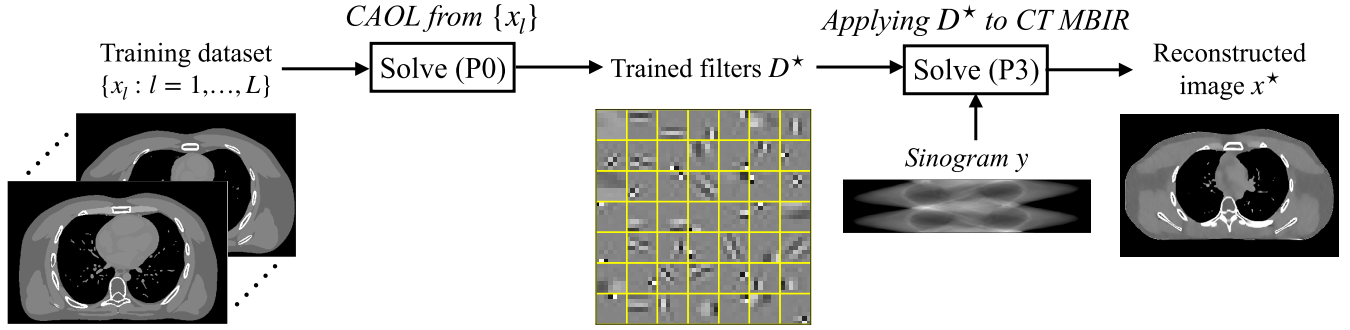 CAOL from {x_l}
Training dataset
{x_l : l = 1,…, L}
Solve (P0)
Trained filters D⋆
Applying D⋆ to CT MBIR
Solve (P3)
Sinogram y
Reconstructed
image x⋆